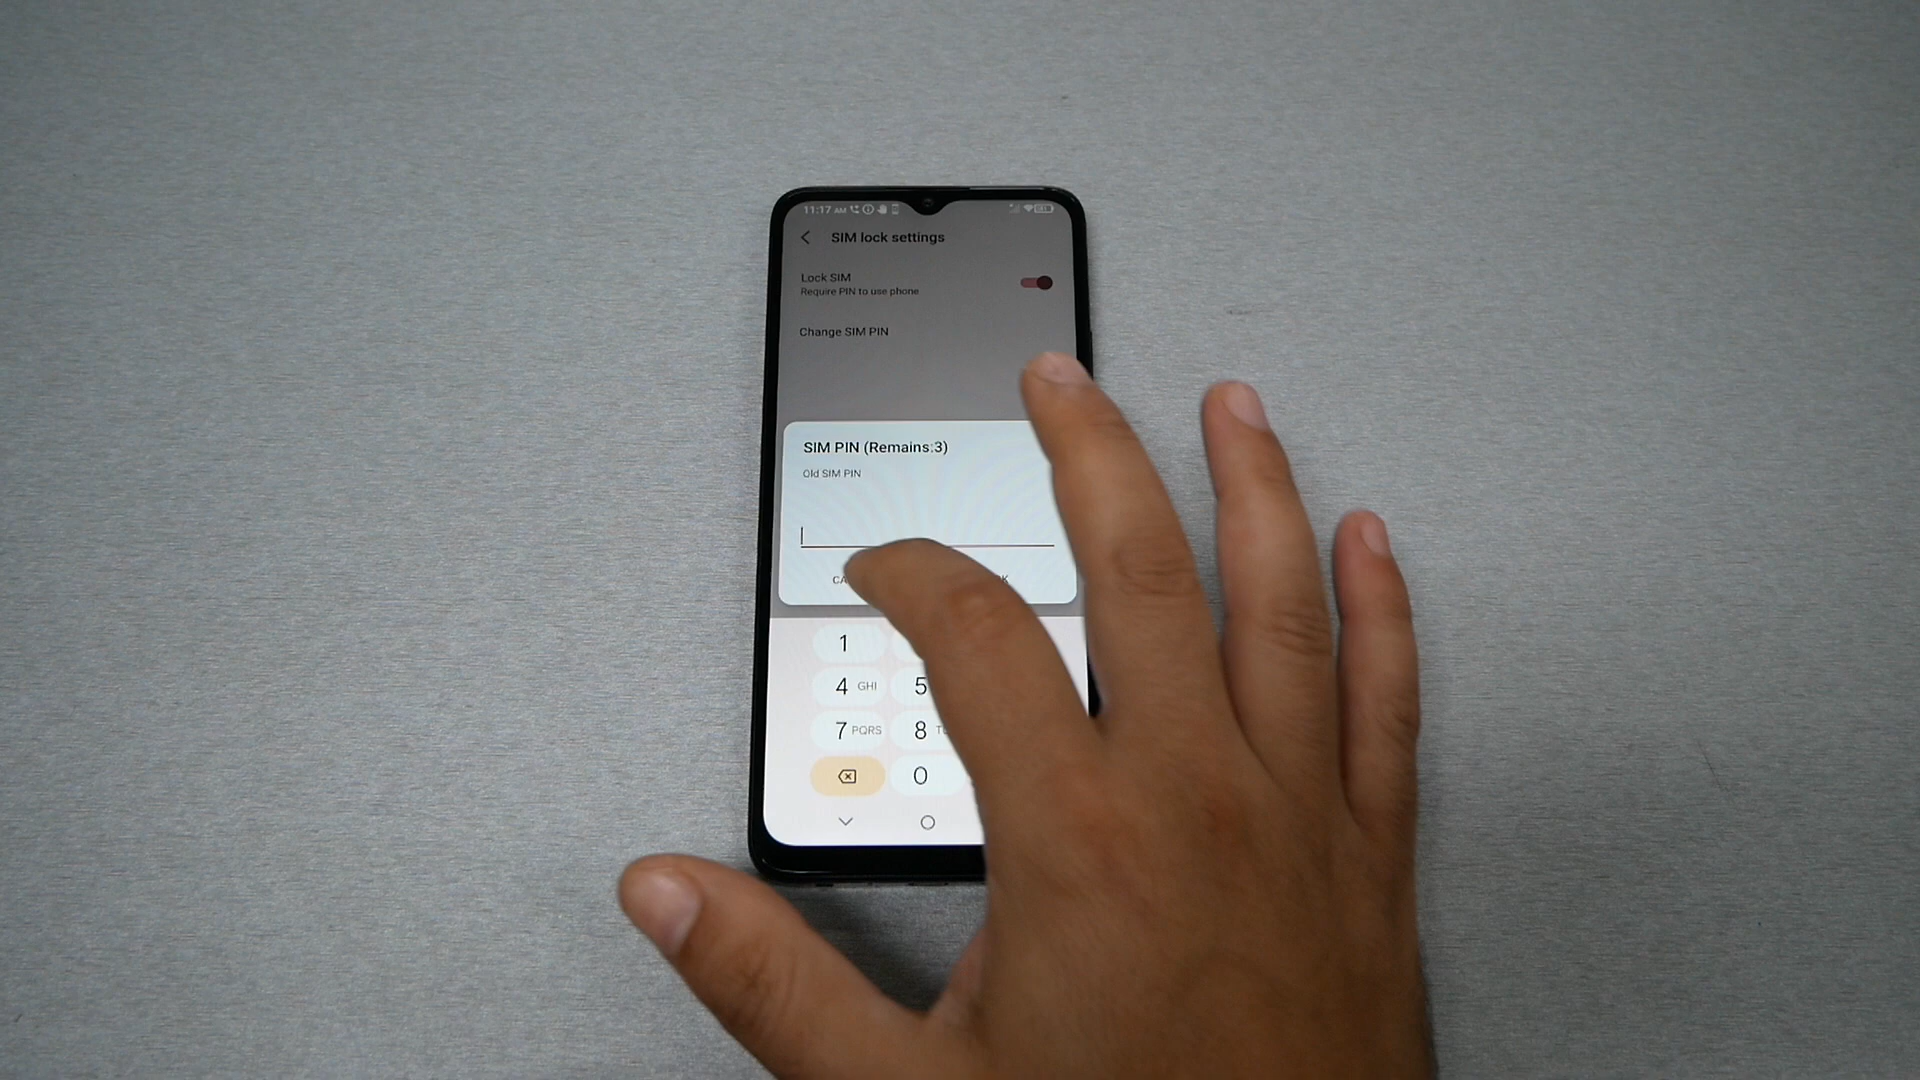 11:17 AM
SIM lock settings
Lock SIM
Require PIN to use phone
Change SIM PIN
SIM PIN (Remains:3)
Old SIM PIN
1
4 GHI 5
7 PQRS 8
0